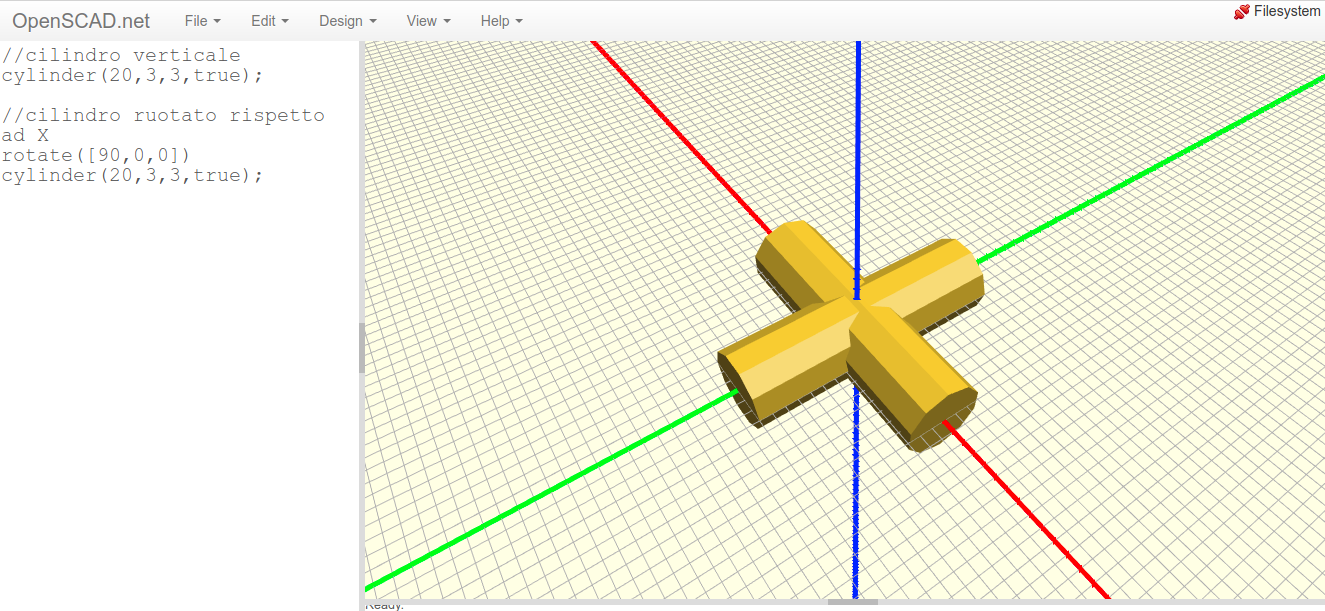 OpenSCAD.net File Edit Design View Help Filesystem
//cilindro verticale
cylinder(20,3,3,true);
//cilindro ruotato rispetto
ad X
rotate([90,0,0])
cylinder(20,3,3,true);
Ready.